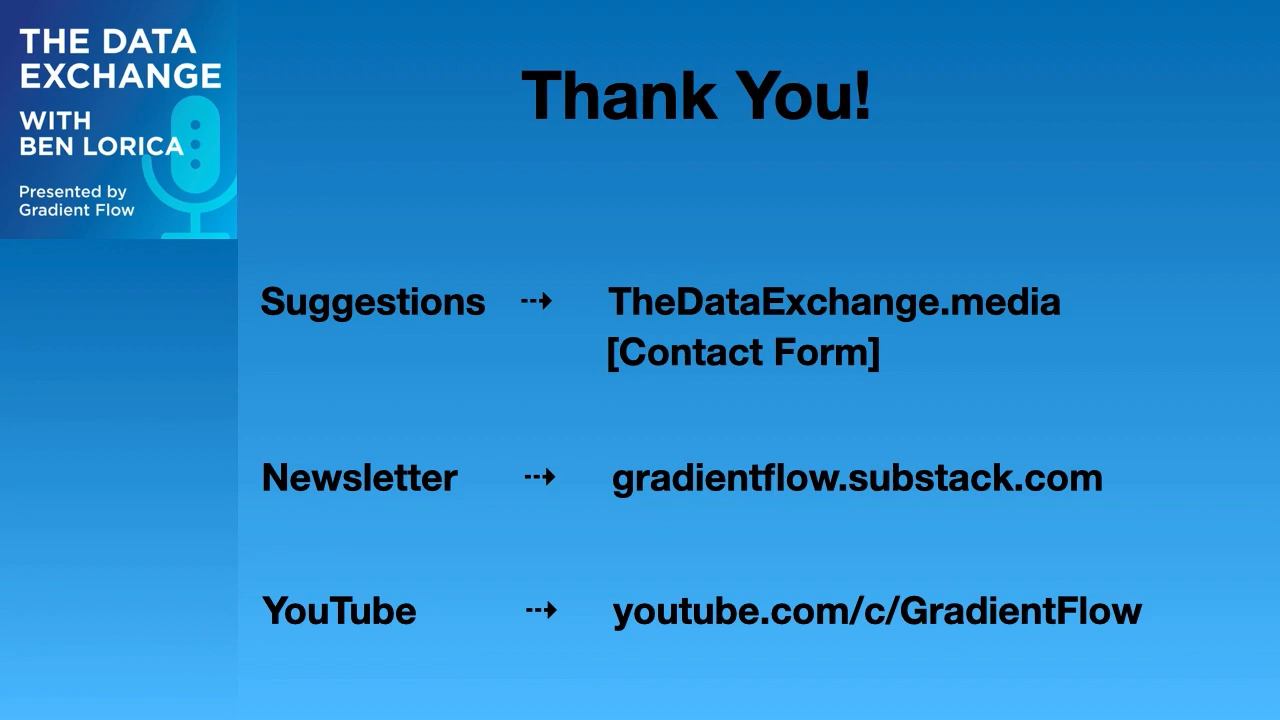 THE DATA
EXCHANGE
WITH
BEN LORICA
Presented by
Gradient Flow
Thank You!
Suggestions ⇢ TheDataExchange.media
[Contact Form]
Newsletter ⇢ gradientflow.substack.com
YouTube ⇢ youtube.com/c/GradientFlow